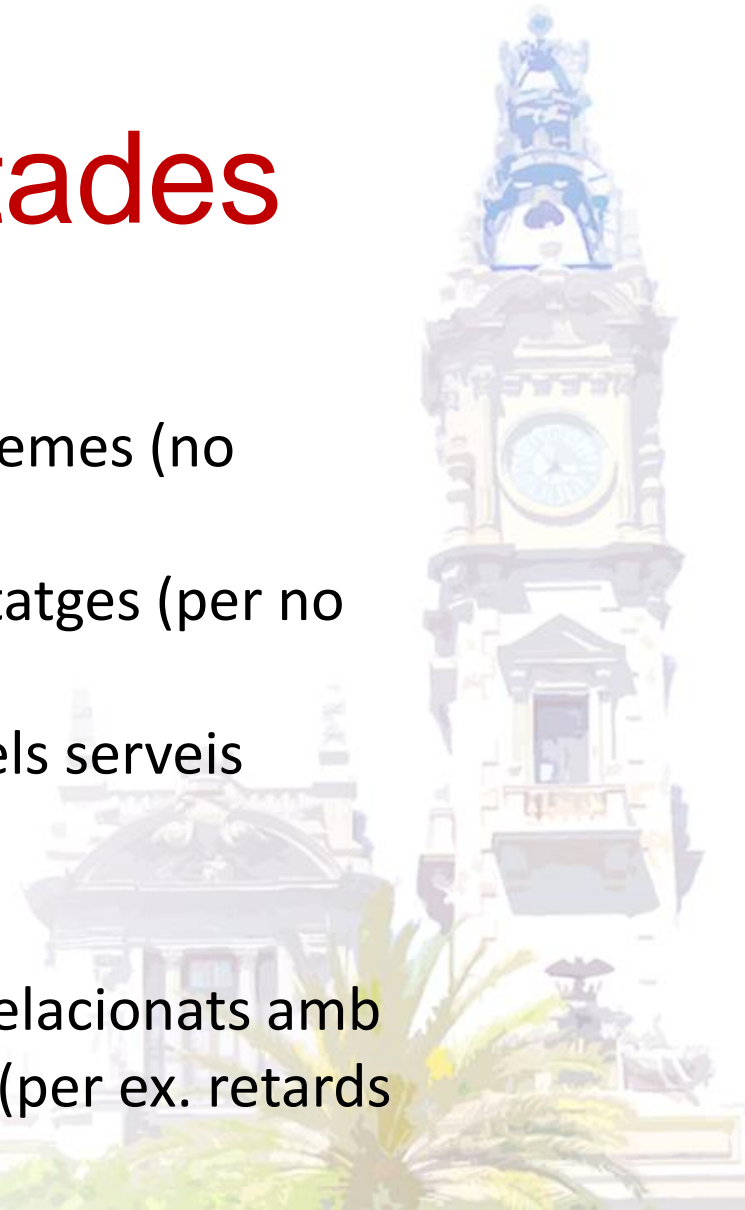 tades
emes (no
tatges (per no
els serveis
elacionats amb
(per ex. retards